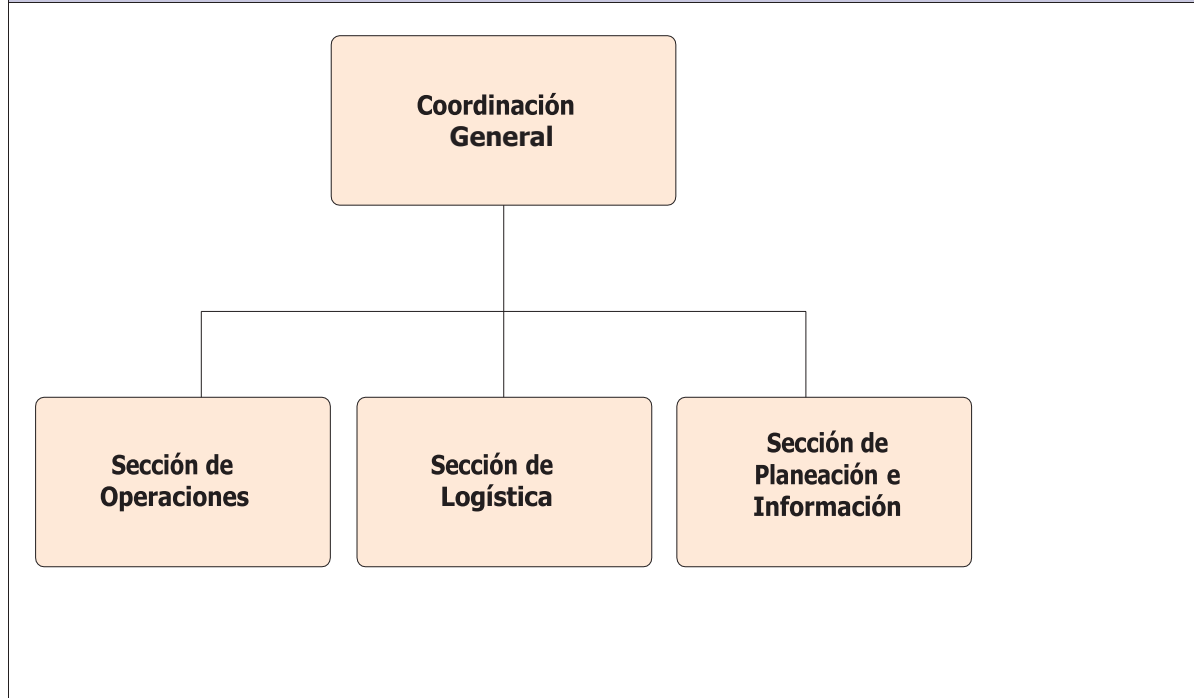 Coordinación
General
Sección de
Operaciones
Sección de
Logística
Sección de
Planeación e
Información